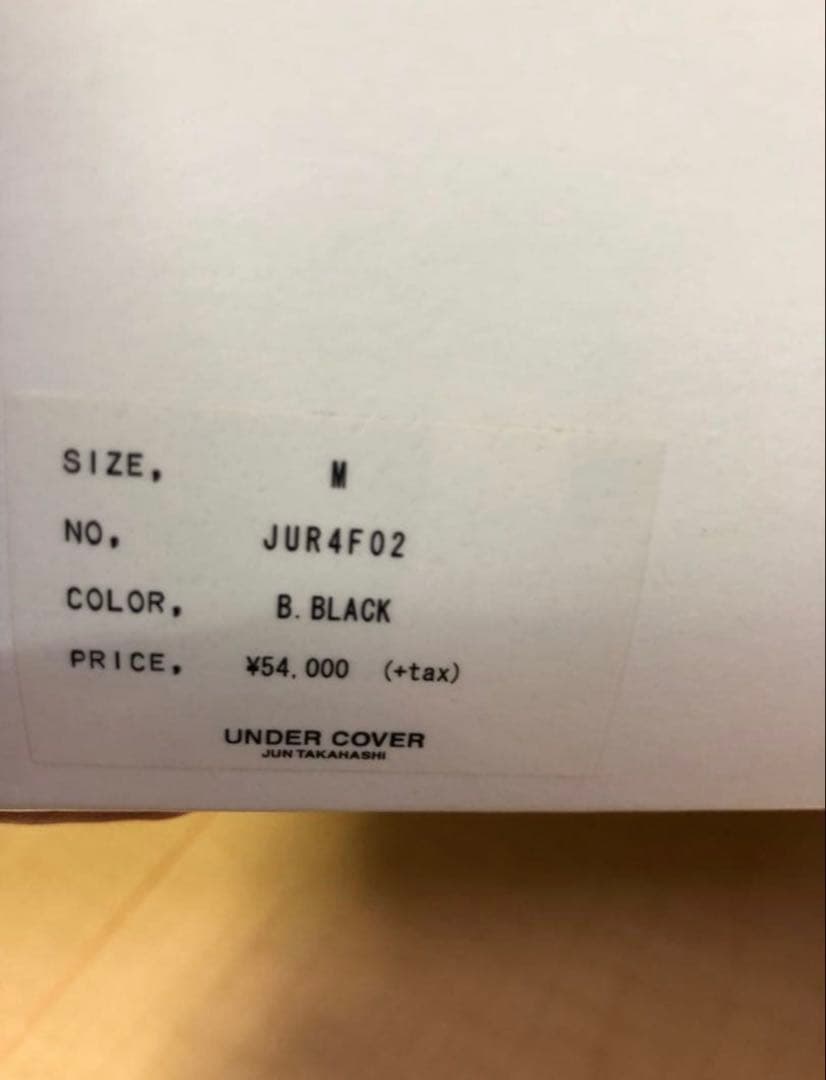 SIZE, M
NO, JUR4F02
COLOR, B. BLACK
PRICE, ¥54.000 (+tax)
UNDER COVER
JUN TAKAHASHI